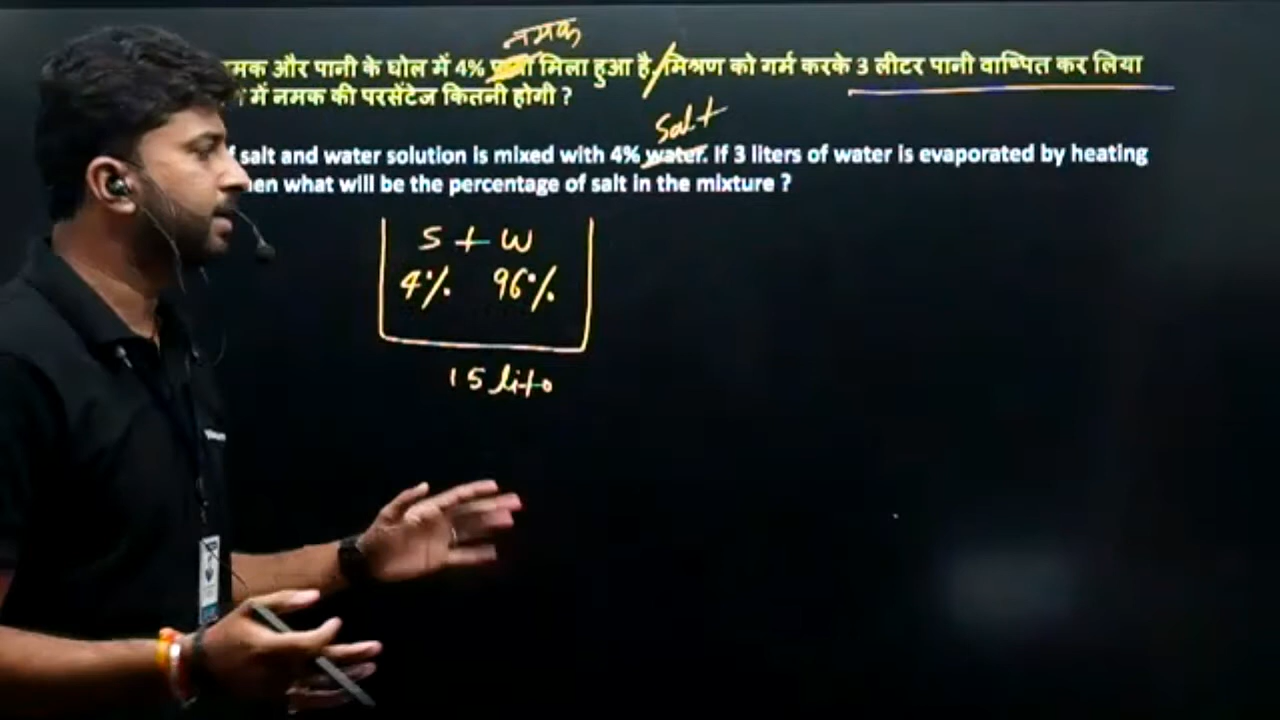 नमक
मक और पानी के घोल में 4% मिला हुआ है, मिश्रण को गर्म करके 3 लीटर पानी वाष्पित कर लिया
में नमक की परसेंटेज कितनी होगी ?
Salt
f salt and water solution is mixed with 4% water. If 3 liters of water is evaporated by heating
hen what will be the percentage of salt in the mixture ?
S + W
4% 96%
15